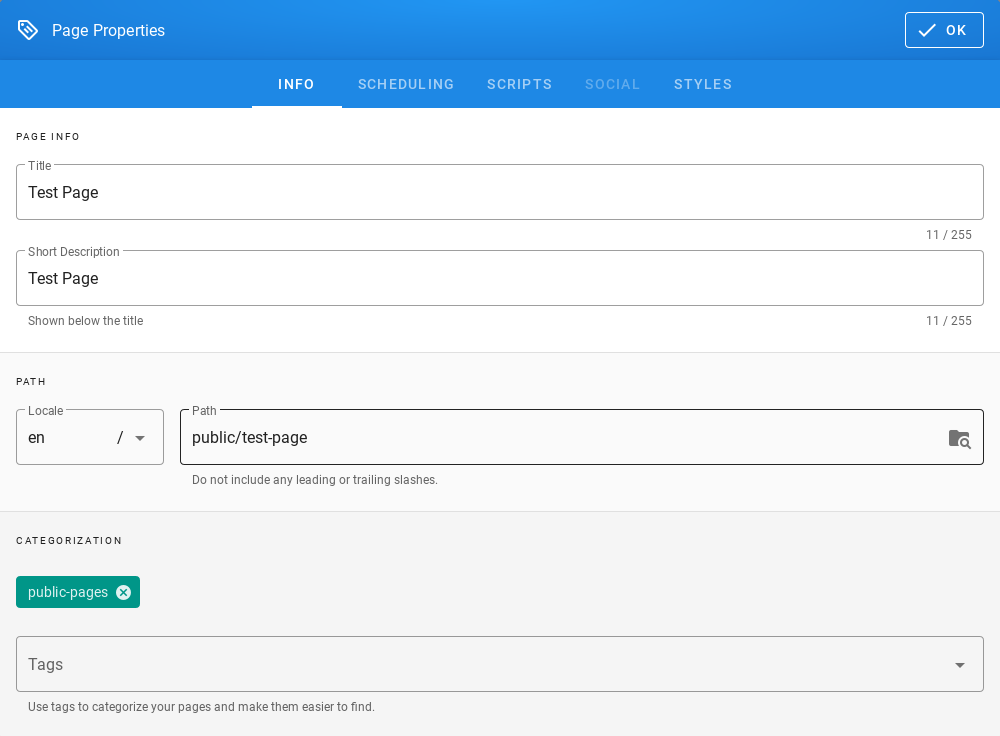 Page Properties
OK
INFO SCHEDULING SCRIPTS SOCIAL STYLES
PAGE INFO
Title
Test Page
11 / 255
Short Description
Test Page
Shown below the title 11 / 255
PATH
Locale Path
en / public/test-page
Do not include any leading or trailing slashes.
CATEGORIZATION
public-pages
Tags
Use tags to categorize your pages and make them easier to find.